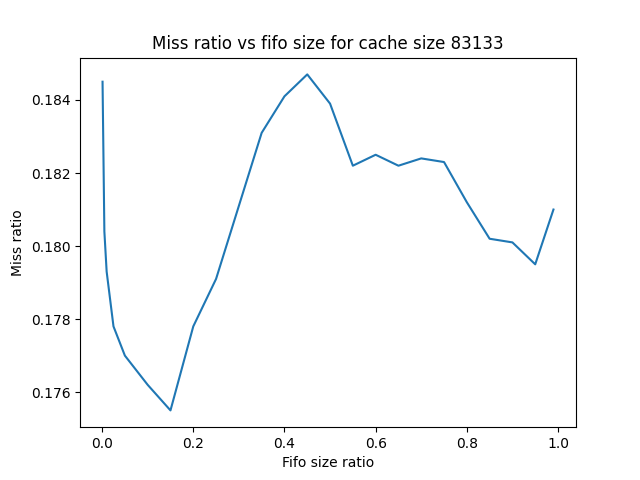 Miss ratio vs fifo size for cache size 83133
0.184
0.182
0.180
0.178
0.176
Miss ratio
0.0 0.2 0.4 0.6 0.8 1.0
Fifo size ratio